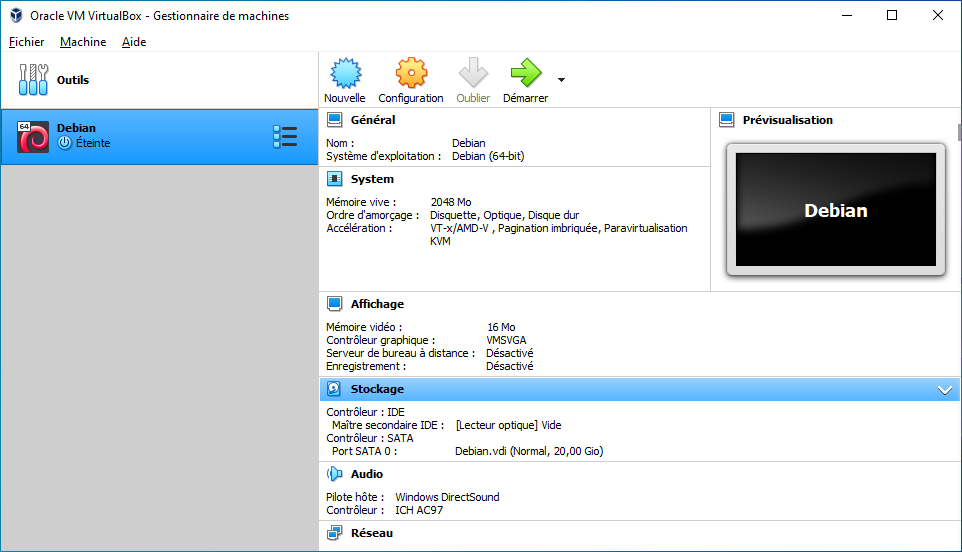 Oracle VM VirtualBox - Gestionnaire de machines
Fichier Machine Aide
Outils
Nouvelle Configuration Oublier Démarrer
64
Debian
Éteinte
Général
Nom : Debian
Système d'exploitation : Debian (64-bit)
System
Mémoire vive : 2048 Mo
Ordre d'amorçage : Disquette, Optique, Disque dur
Accélération : VT-x/AMD-V , Pagination imbriquée, Paravirtualisation
KVM
Prévisualisation
Debian
Affichage
Mémoire vidéo : 16 Mo
Contrôleur graphique : VMSVGA
Serveur de bureau à distance : Désactivé
Enregistrement : Désactivé
Stockage
Contrôleur : IDE
Maître secondaire IDE : [Lecteur optique] Vide
Contrôleur : SATA
Port SATA 0 : Debian.vdi (Normal, 20,00 Gio)
Audio
Pilote hôte : Windows DirectSound
Contrôleur : ICH AC97
Réseau